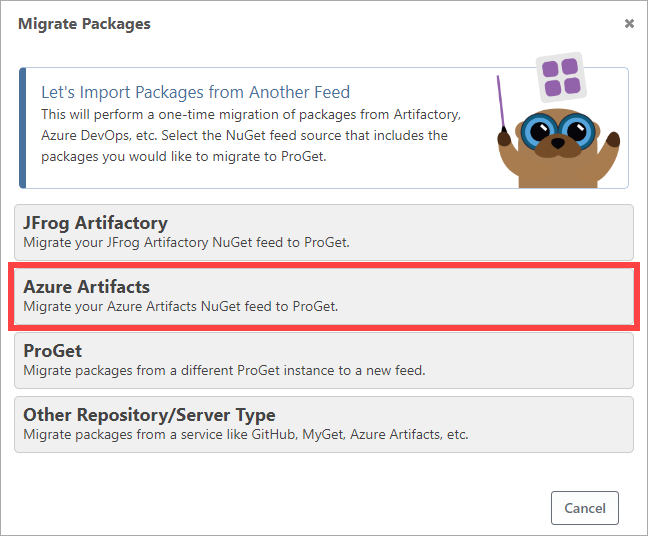 Migrate Packages
×
Let's Import Packages from Another Feed
This will perform a one-time migration of packages from Artifactory,
Azure DevOps, etc. Select the NuGet feed source that includes the
packages you would like to migrate to ProGet.
JFrog Artifactory
Migrate your JFrog Artifactory NuGet feed to ProGet.
Azure Artifacts
Migrate your Azure Artifacts NuGet feed to ProGet.
ProGet
Migrate packages from a different ProGet instance to a new feed.
Other Repository/Server Type
Migrate packages from a service like GitHub, MyGet, Azure Artifacts, etc.
Cancel